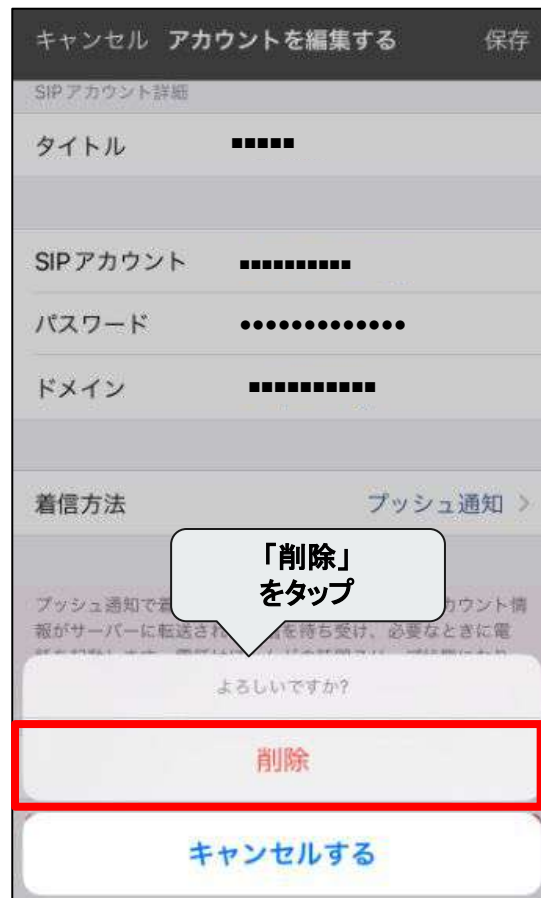 キャンセル アカウントを編集する 保存
SIPアカウント詳細
タイトル
SIPアカウント
パスワード
ドメイン
着信方法 プッシュ通知 >
「削除」
をタップ
プッシュ通知で着 カウント情
報がサーバーに転送され を待ち受け、必要なときに電
よろしいですか?
削除
キャンセルする